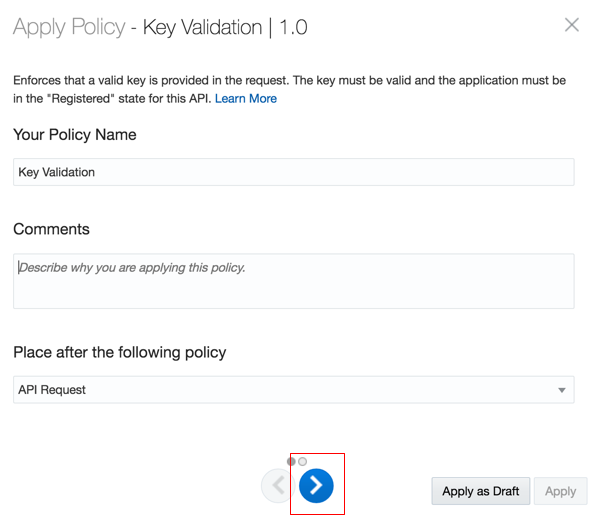 Apply Policy - Key Validation | 1.0
Enforces that a valid key is provided in the request. The key must be valid and the application must be
in the "Registered" state for this API. Learn More
Your Policy Name
Key Validation
Comments
Describe why you are applying this policy.
Place after the following policy
API Request
Apply as Draft
Apply